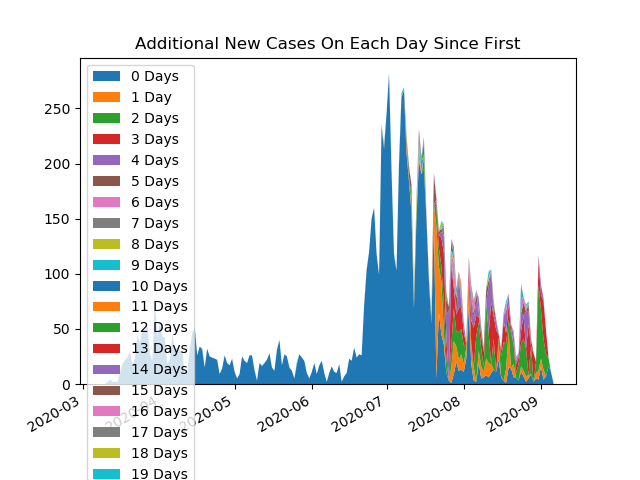 Additional New Cases On Each Day Since First
250
200
150
100
50
0
0 Days
1 Day
2 Days
3 Days
4 Days
5 Days
6 Days
7 Days
8 Days
9 Days
10 Days
11 Days
12 Days
13 Days
14 Days
15 Days
16 Days
17 Days
18 Days
19 Days
2020-03
2020-04
2020-05
2020-06
2020-07
2020-08
2020-09